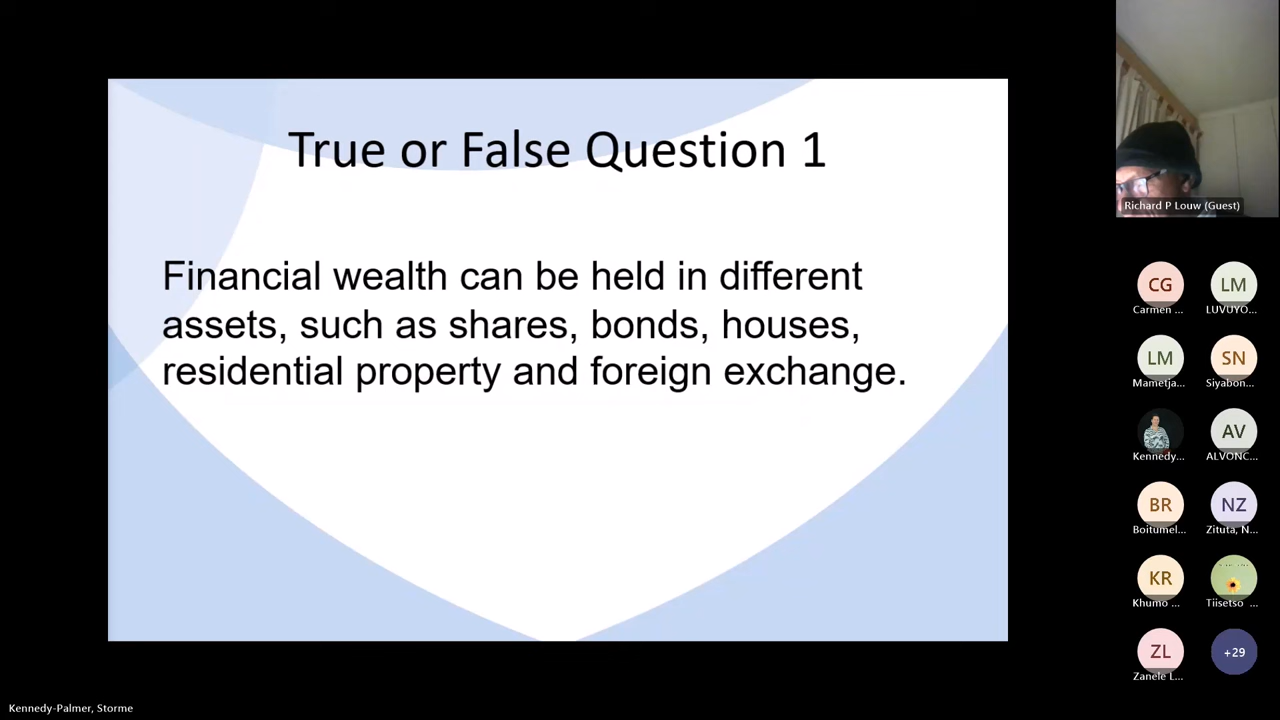 True or False Question 1
Financial wealth can be held in different
assets, such as shares, bonds, houses,
residential property and foreign exchange.
Richard P Louw (Guest)
CG
Carmen ...
LM
LUVUYO...
LM
Mametja...
SN
Siyabon...
Kennedy...
AV
ALVONC...
BR
Boitumel...
NZ
Zituta, N...
KR
Khumo ...
Tiisetso ...
ZL
Zanele L...
+29
Kennedy-Palmer, Storme